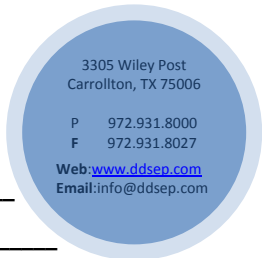 3305 Wiley Post
Carrollton, TX 75006
P 972.931.8000
F 972.931.8027
Web:www.ddsep.com
Email:info@ddsep.com